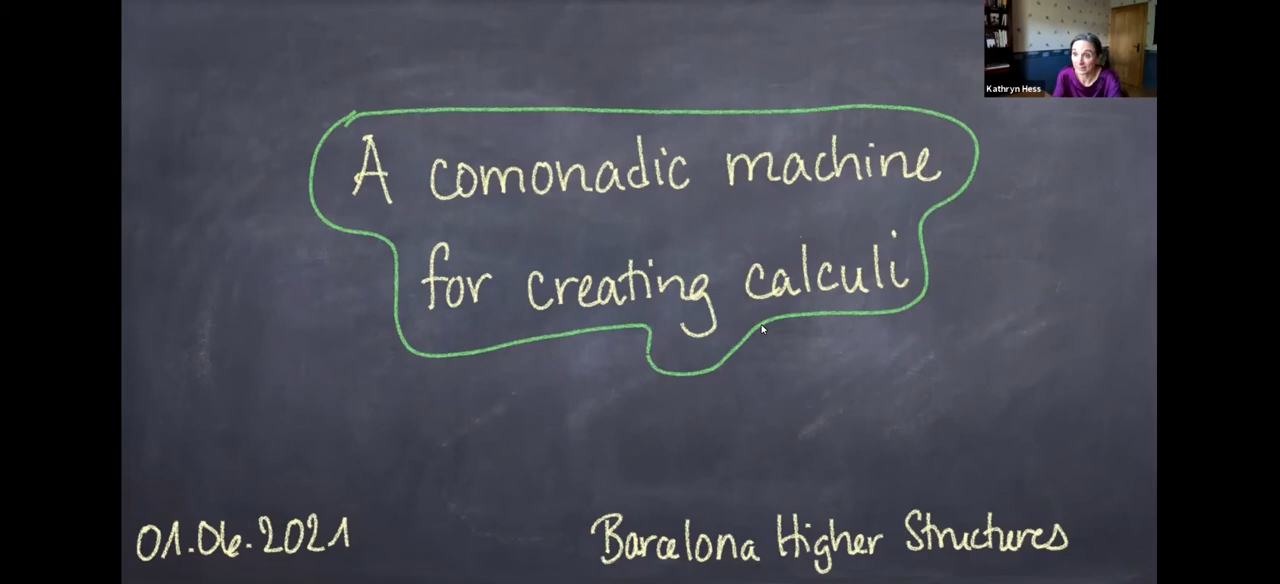 Kathryn Hess
A comonadic machine
for creating calculi
01.06.2021
Barcelona Higher Structures